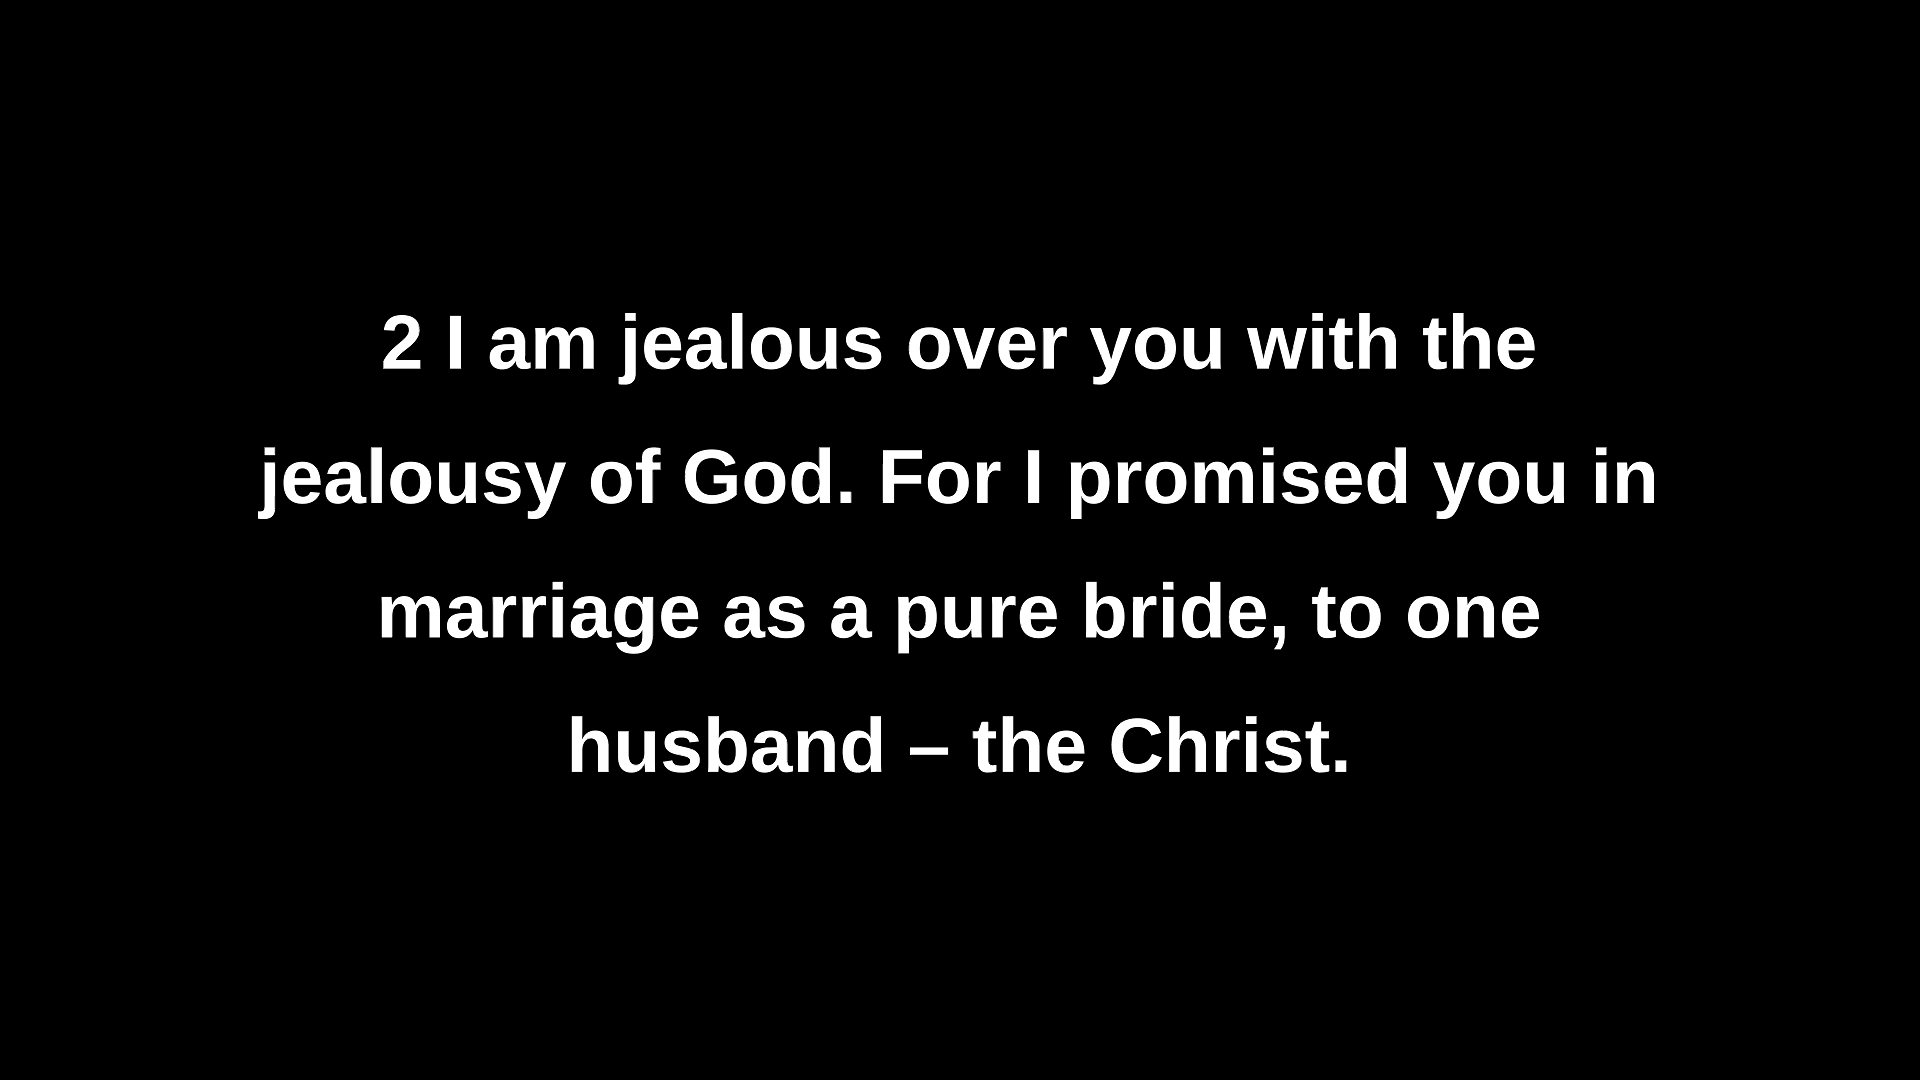 2 I am jealous over you with the
jealousy of God. For I promised you in
marriage as a pure bride, to one
husband – the Christ.